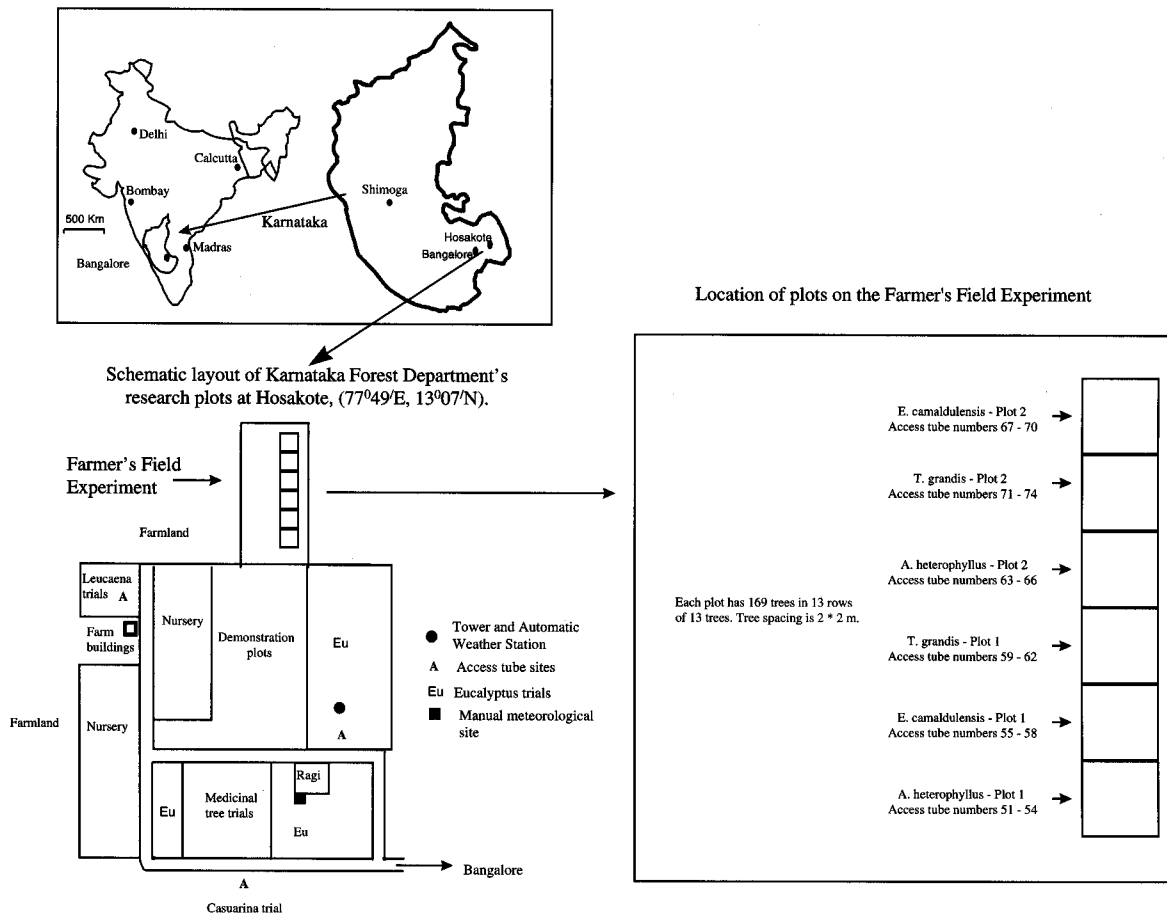 Delhi
Calcutta
Bombay
500 Km
Karnataka
Madras
Bangalore
Shimoga
Hosakote
Bangalore
Schematic layout of Karnataka Forest Department's
research plots at Hosakote, (77⁰49/E, 13⁰07/N).
Farmer's Field
Experiment
Farmland
Leucaena
trials A
Farm
buildings
Nursery
Demonstration
plots
Eu
A
Farmland
Nursery
Eu
Medicinal
tree trials
Ragi
Eu
Bangalore
A
Casuarina trial
Tower and Automatic
Weather Station
A Access tube sites
Eu Eucalyptus trials
Manual meteorological
site
Location of plots on the Farmer's Field Experiment
E. camaldulensis - Plot 2
Access tube numbers 67 - 70
T. grandis - Plot 2
Access tube numbers 71 - 74
A. heterophyllus - Plot 2
Access tube numbers 63 - 66
Each plot has 169 trees in 13 rows
of 13 trees. Tree spacing is 2 * 2 m.
T. grandis - Plot 1
Access tube numbers 59 - 62
E. camaldulensis - Plot 1
Access tube numbers 55 - 58
A. heterophyllus - Plot 1
Access tube numbers 51 - 54